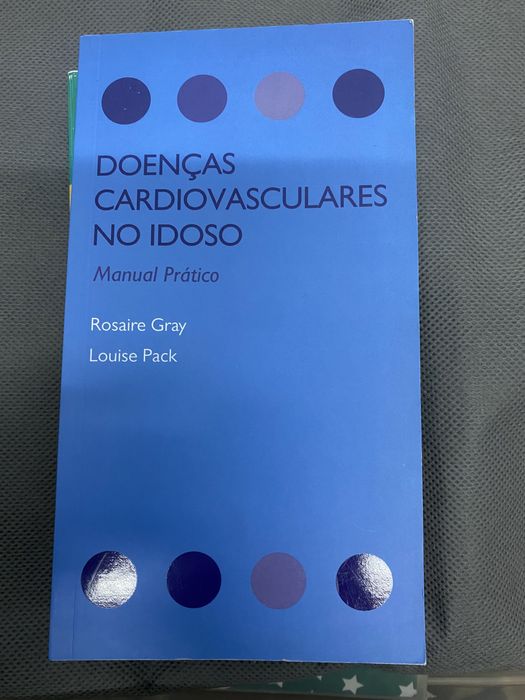 DOENÇAS
CARDIOVASCULARES
NO IDOSO
Manual Prático
Rosaire Gray
Louise Pack